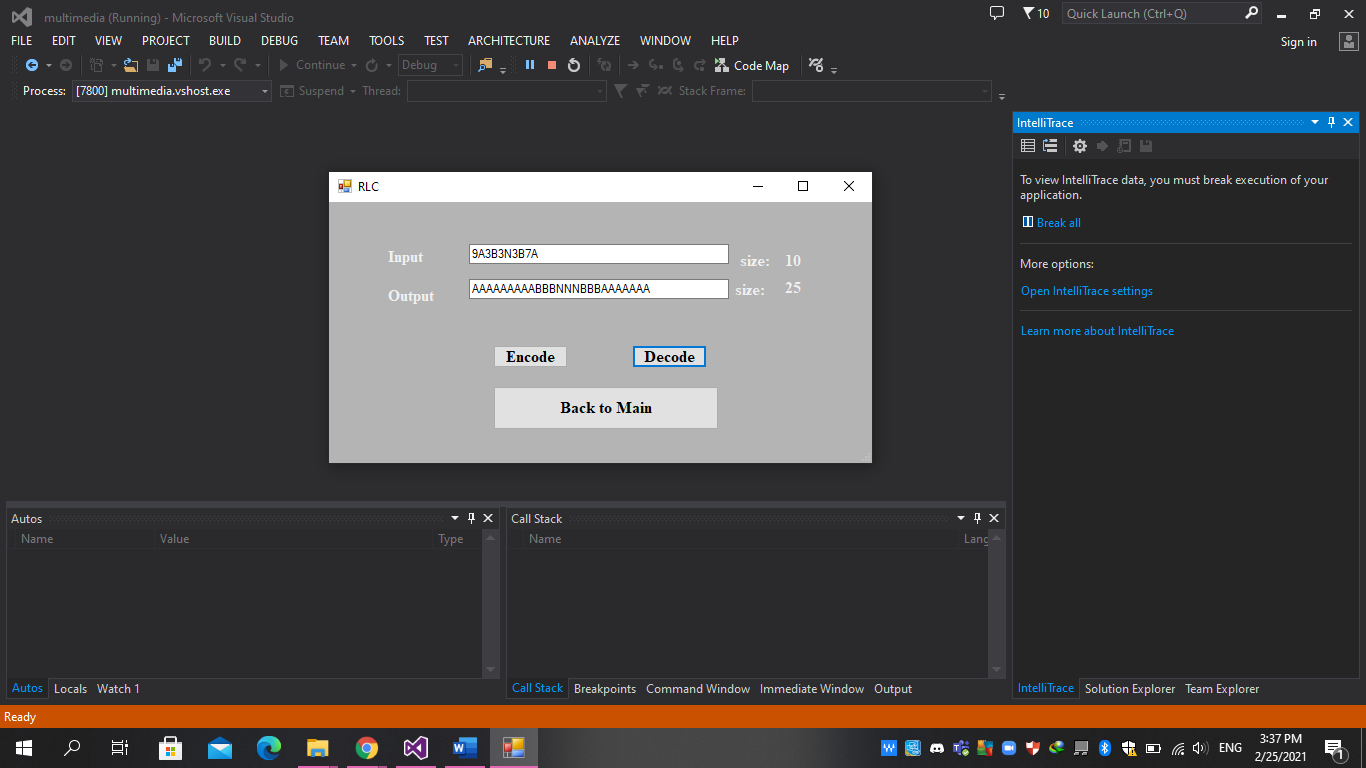 multimedia (Running) - Microsoft Visual Studio
10
Quick Launch (Ctrl+Q)
FILE EDIT VIEW PROJECT BUILD DEBUG TEAM TOOLS TEST ARCHITECTURE ANALYZE WINDOW HELP
Sign in
Continue Debug Code Map
Process: [7800] multimedia.vshost.exe Suspend Thread: Stack Frame:
IntelliTrace
To view IntelliTrace data, you must break execution of your
application.
Break all
More options:
Open IntelliTrace settings
Learn more about IntelliTrace
RLC
Input 9A3B3N3B7A size: 10
Output AAAAAAAAABBBNNNBBBAAAAAAA size: 25
Encode Decode
Back to Main
Autos
Name Value Type
Call Stack
Name Lang
Autos Locals Watch 1
Call Stack Breakpoints Command Window Immediate Window Output
IntelliTrace Solution Explorer Team Explorer
Ready
ENG
3:37 PM
2/25/2021
1